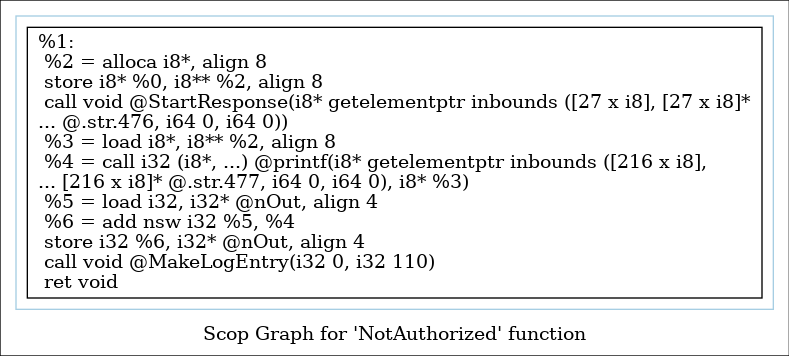 %1:
%2 = alloca i8*, align 8
store i8* %0, i8** %2, align 8
call void @StartResponse(i8* getelementptr inbounds ([27 x i8], [27 x i8]*
... @.str.476, i64 0, i64 0))
%3 = load i8*, i8** %2, align 8
%4 = call i32 (i8*, ...) @printf(i8* getelementptr inbounds ([216 x i8],
... [216 x i8]* @.str.477, i64 0, i64 0), i8* %3)
%5 = load i32, i32* @nOut, align 4
%6 = add nsw i32 %5, %4
store i32 %6, i32* @nOut, align 4
call void @MakeLogEntry(i32 0, i32 110)
ret void
Scop Graph for 'NotAuthorized' function